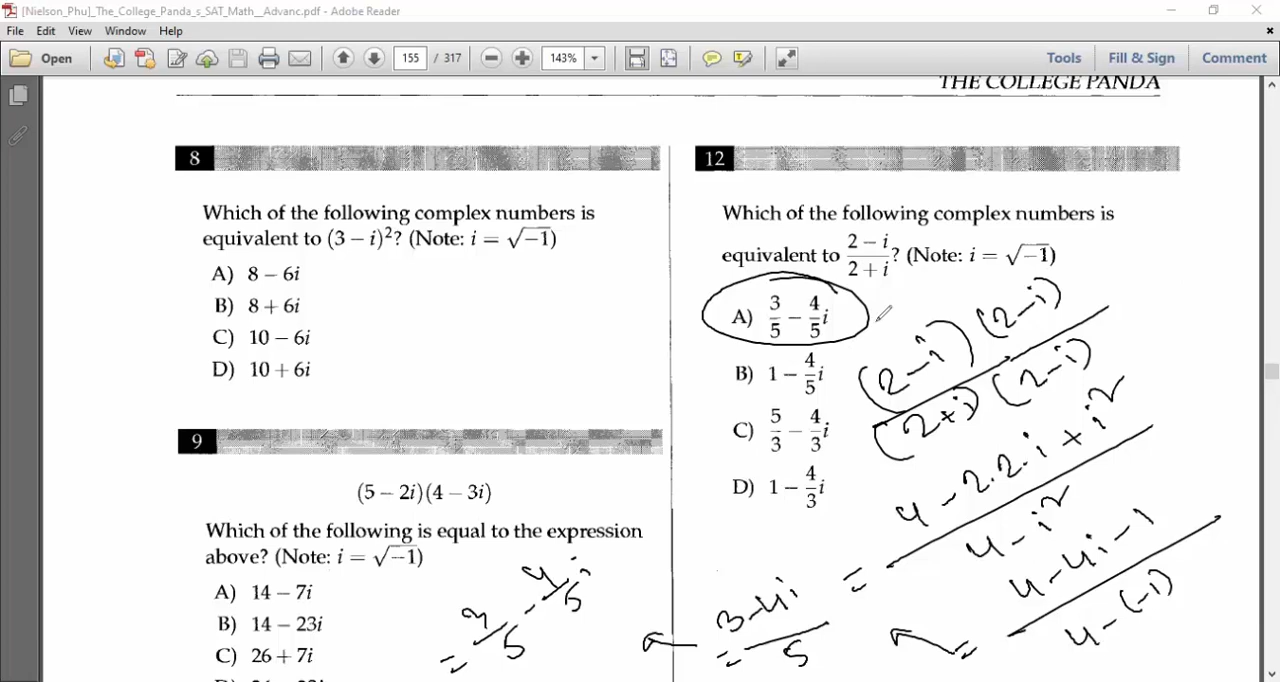 [Nielson_Phu]_The_College_Panda_s_SAT_Math__Advanc.pdf - Adobe Reader
File Edit View Window Help
Open 155 / 317 143% Tools Fill & Sign Comment
THE COLLEGE PANDA
8
Which of the following complex numbers is
equivalent to (3 − i)²? (Note: i = √−1)
A) 8 − 6i
B) 8 + 6i
C) 10 − 6i
D) 10 + 6i
9
(5 − 2i)(4 − 3i)
Which of the following is equal to the expression
above? (Note: i = √−1)
A) 14 − 7i
B) 14 − 23i
C) 26 + 7i
12
Which of the following complex numbers is
equivalent to (2 − i)/(2 + i)? (Note: i = √−1)
A) 3/5 − 4/5 i
B) 1 − 4/5 i
C) 5/3 − 4/3 i
D) 1 − 4/3 i
(2−i)(2−i)
(2+i)(2−i)
= 4 − 2·2·i + i²
4 − i²
= 4 − 4i − 1
4 − (−1)
= 3−4i
5
= 3/5 − 4/5 i